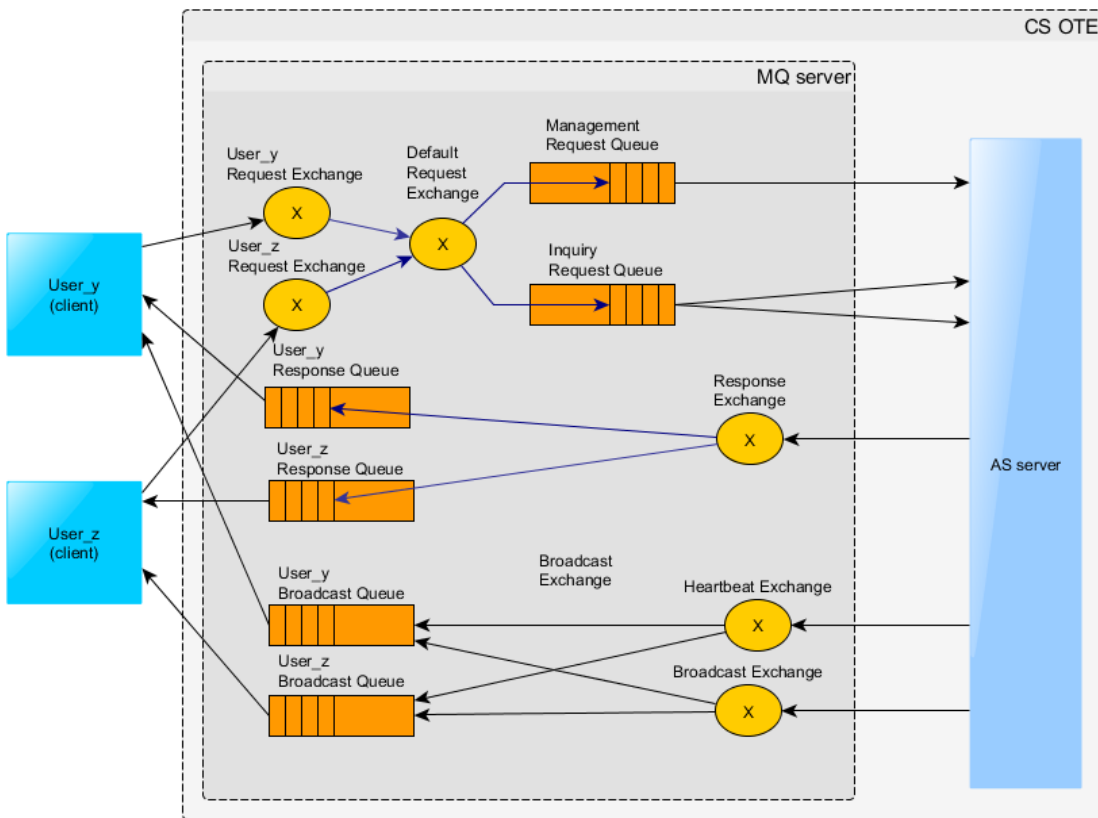 CS OTE
MQ server
Management
Request Queue
User_y
Request Exchange
Default
Request
Exchange
X
User_z
Request Exchange
X
X
Inquiry
Request Queue
User_y
(client)
User_y
Response Queue
Response
Exchange
X
User_z
Response Queue
AS server
User_z
(client)
Broadcast
Exchange
User_y
Broadcast Queue
Heartbeat Exchange
X
User_z
Broadcast Queue
Broadcast Exchange
X